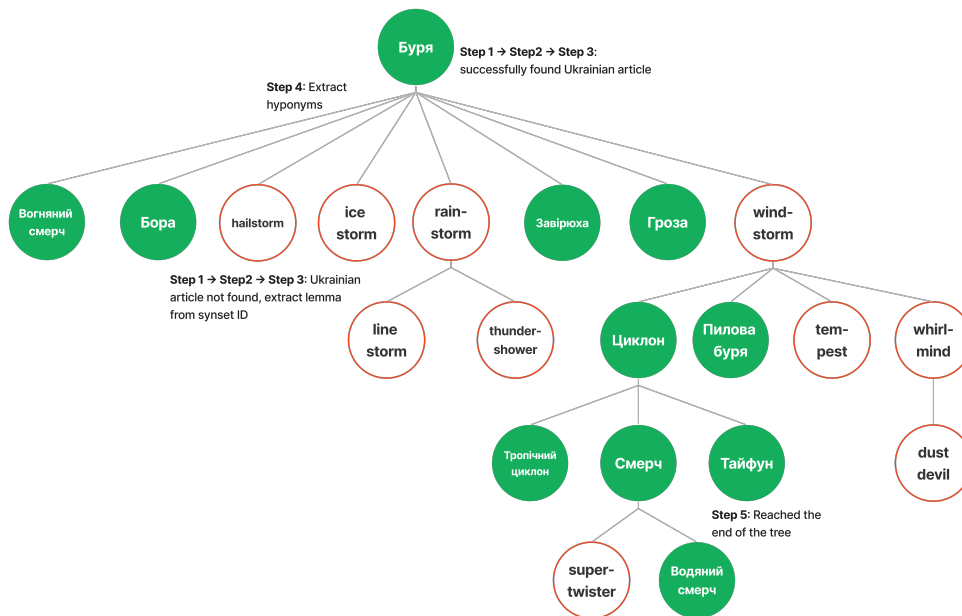 Буря
Step 1 → Step2 → Step 3:
successfully found Ukrainian article
Step 4: Extract
hyponyms
Вогняний
смерч
Бора
hailstorm
ice
storm
rain-
storm
Завірюха
Гроза
wind-
storm
Step 1 → Step2 → Step 3: Ukrainian
article not found, extract lemma
from synset ID
line
storm
thunder-
shower
Циклон
Пилова
буря
tem-
pest
whirl-
mind
Тропічний
циклон
Смерч
Тайфун
dust
devil
Step 5: Reached the
end of the tree
super-
twister
Водяний
смерч